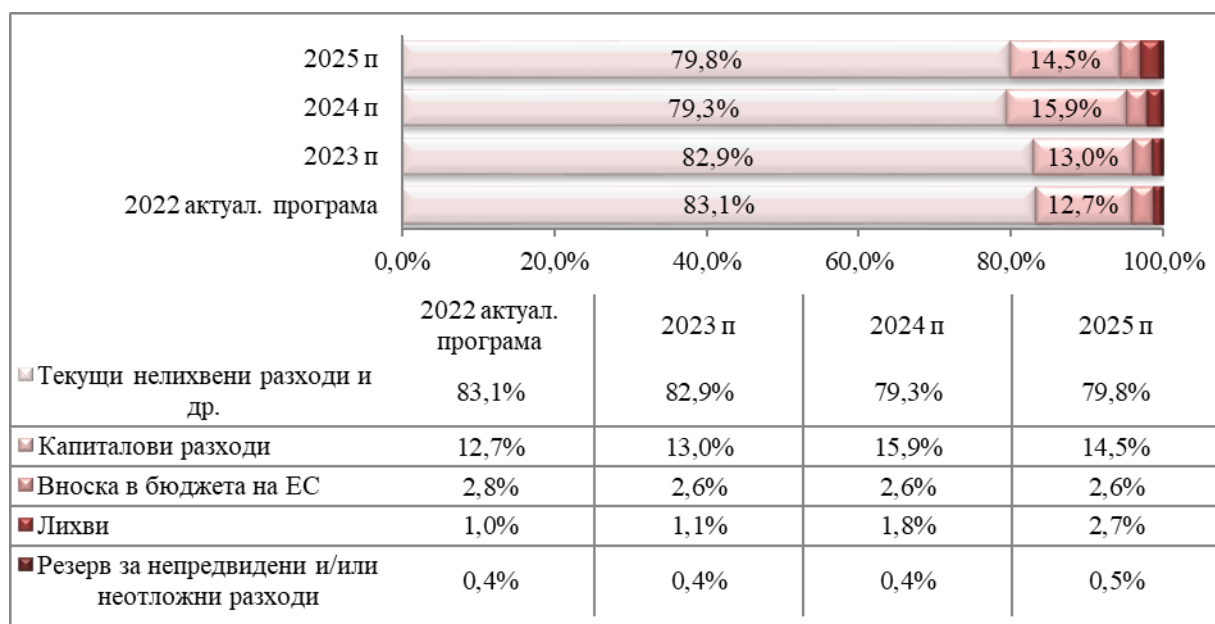 2025 п
79,8%
14,5%
2024 п
79,3%
15,9%
2023 п
82,9%
13,0%
2022 актуал. програма
83,1%
12,7%
0,0% 20,0% 40,0% 60,0% 80,0% 100,0%
2022 актуал. програма 2023 п 2024 п 2025 п
Текущи нелихвени разходи и др. 83,1% 82,9% 79,3% 79,8%
Капиталови разходи 12,7% 13,0% 15,9% 14,5%
Вноска в бюджета на ЕС 2,8% 2,6% 2,6% 2,6%
Лихви 1,0% 1,1% 1,8% 2,7%
Резерв за непредвидени и/или неотложни разходи 0,4% 0,4% 0,4% 0,5%